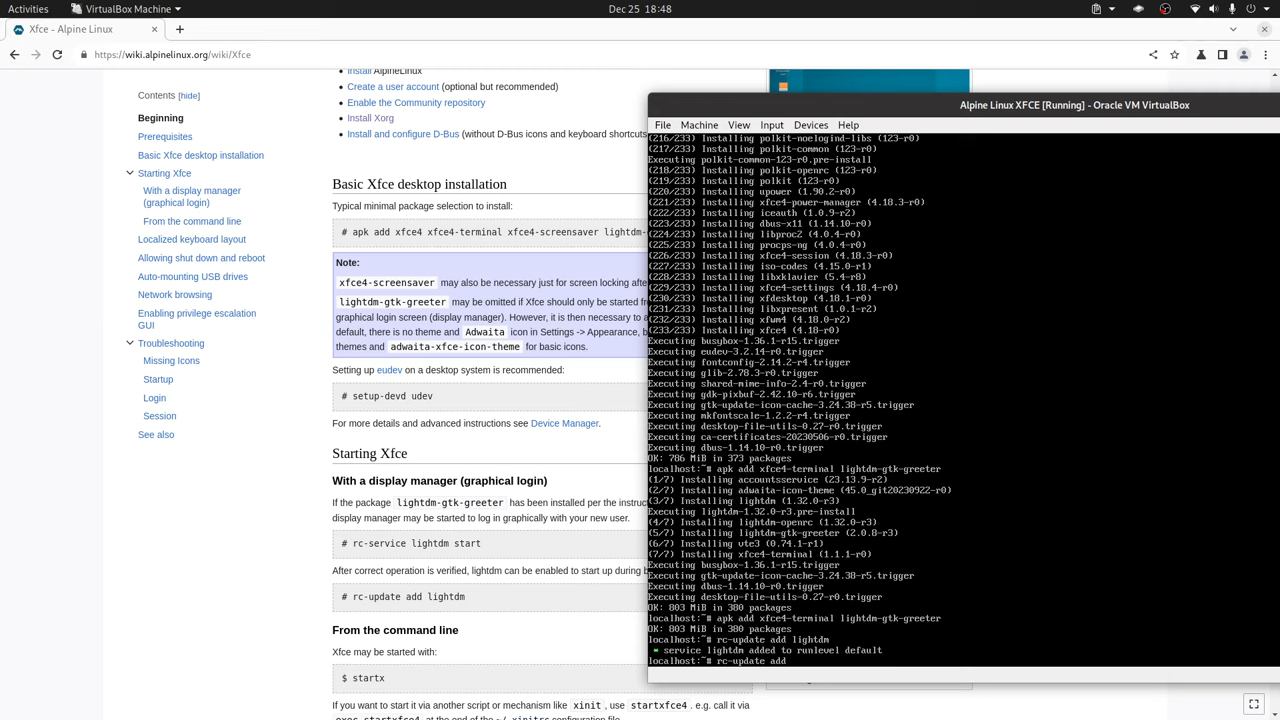 Activities
Oracle VM VirtualBox
Dec 25 18:48
Xfce - Alpine Linux
https://wiki.alpinelinux.org/wiki/Xfce
Contents [hide]
Beginning
Prerequisites
Basic Xfce desktop installation
Starting Xfce
With a display manager
(graphical login)
From the command line
Localized keyboard layout
Allowing shut down and reboot
Auto-mounting USB drives
Network browsing
Enabling privilege escalation
GUI
Troubleshooting
Missing Icons
Startup
Login
Session
See also
Install AlpineLinux
Create a user account (optional but recommended)
Enable the Community repository
Install Xorg
Install and configure D-Bus (without D-Bus icons and keyboard shortcuts
Basic Xfce desktop installation
Typical minimal package selection to install:
# apk add xfce4 xfce4-terminal xfce4-screensaver lightdm-
Note:
xfce4-screensaver may also be necessary just for screen locking afte
lightdm-gtk-greeter may be omitted if Xfce should only be started fr
graphical login screen (display manager). However, it is then necessary to a
default, there is no theme and Adwaita icon in Settings -> Appearance, b
themes and adwaita-xfce-icon-theme for basic icons.
Setting up eudev on a desktop system is recommended:
# setup-devd udev
For more details and advanced instructions see Device Manager.
Starting Xfce
With a display manager (graphical login)
If the package lightdm-gtk-greeter has been installed per the instruc
display manager may be started to log in graphically with your new user.
# rc-service lightdm start
After correct operation is verified, lightdm can be enabled to start up during b
# rc-update add lightdm
From the command line
Xfce may be started with:
$ startx
If you want to start it via another script or mechanism like xinit , use startxfce4 . e.g. call it via
exec startxfce4 at the end of the ~/.xinitrc configuration file.
Alpine Linux XFCE [Running] - Oracle VM VirtualBox
File Machine View Input Devices Help
(216/233) Installing polkit-noelogind-libs (123-r0)
(217/233) Installing polkit-common (123-r0)
Executing polkit-common-123-r0.pre-install
(218/233) Installing polkit-openrc (123-r0)
(219/233) Installing polkit (123-r0)
(220/233) Installing upower (1.90.2-r0)
(221/233) Installing xfce4-power-manager (4.18.3-r0)
(222/233) Installing iceauth (1.0.9-r2)
(223/233) Installing dbus-x11 (1.14.10-r0)
(224/233) Installing libproc2 (4.0.4-r0)
(225/233) Installing procps-ng (4.0.4-r0)
(226/233) Installing xfce4-session (4.18.3-r0)
(227/233) Installing iso-codes (4.15.0-r1)
(228/233) Installing libxklavier (5.4-r8)
(229/233) Installing xfce4-settings (4.18.4-r0)
(230/233) Installing xfdesktop (4.18.1-r0)
(231/233) Installing libxpresent (1.0.1-r2)
(232/233) Installing xfwm4 (4.18.0-r2)
(233/233) Installing xfce4 (4.18-r0)
Executing busybox-1.36.1-r15.trigger
Executing eudev-3.2.14-r0.trigger
Executing fontconfig-2.14.2-r4.trigger
Executing glib-2.78.3-r0.trigger
Executing shared-mime-info-2.4-r0.trigger
Executing gdk-pixbuf-2.42.10-r6.trigger
Executing gtk-update-icon-cache-3.24.38-r5.trigger
Executing mkfontscale-1.2.2-r4.trigger
Executing desktop-file-utils-0.27-r0.trigger
Executing ca-certificates-20230506-r0.trigger
Executing dbus-1.14.10-r0.trigger
OK: 786 MiB in 373 packages
localhost:~# apk add xfce4-terminal lightdm-gtk-greeter
(1/7) Installing accountsservice (23.13.9-r2)
(2/7) Installing adwaita-icon-theme (45.0_git20230922-r0)
(3/7) Installing lightdm (1.32.0-r3)
Executing lightdm-1.32.0-r3.pre-install
(4/7) Installing lightdm-openrc (1.32.0-r3)
(5/7) Installing lightdm-gtk-greeter (2.0.8-r3)
(6/7) Installing vte3 (0.74.1-r1)
(7/7) Installing xfce4-terminal (1.1.1-r0)
Executing busybox-1.36.1-r15.trigger
Executing gtk-update-icon-cache-3.24.38-r5.trigger
Executing dbus-1.14.10-r0.trigger
Executing desktop-file-utils-0.27-r0.trigger
OK: 803 MiB in 380 packages
localhost:~# apk add xfce4-terminal lightdm-gtk-greeter
OK: 803 MiB in 380 packages
localhost:~# rc-update add lightdm
* service lightdm added to runlevel default
localhost:~# rc-update add